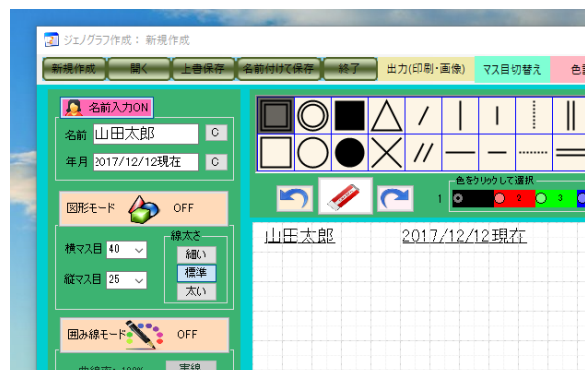 ジェノグラフ作成： 新規作成
新規作成 開く 上書保存 名前付けて保存 終了 出力(印刷・画像) マス目切替え
名前入力ON
名前 山田太郎 C
年月 2017/12/12現在 C
色をクリックして選択
1 2 3
図形モード OFF
山田太郎 2017/12/12現在
線太さ
横マス目 40 細い
標準
縦マス目 25
太い
囲み線モード OFF